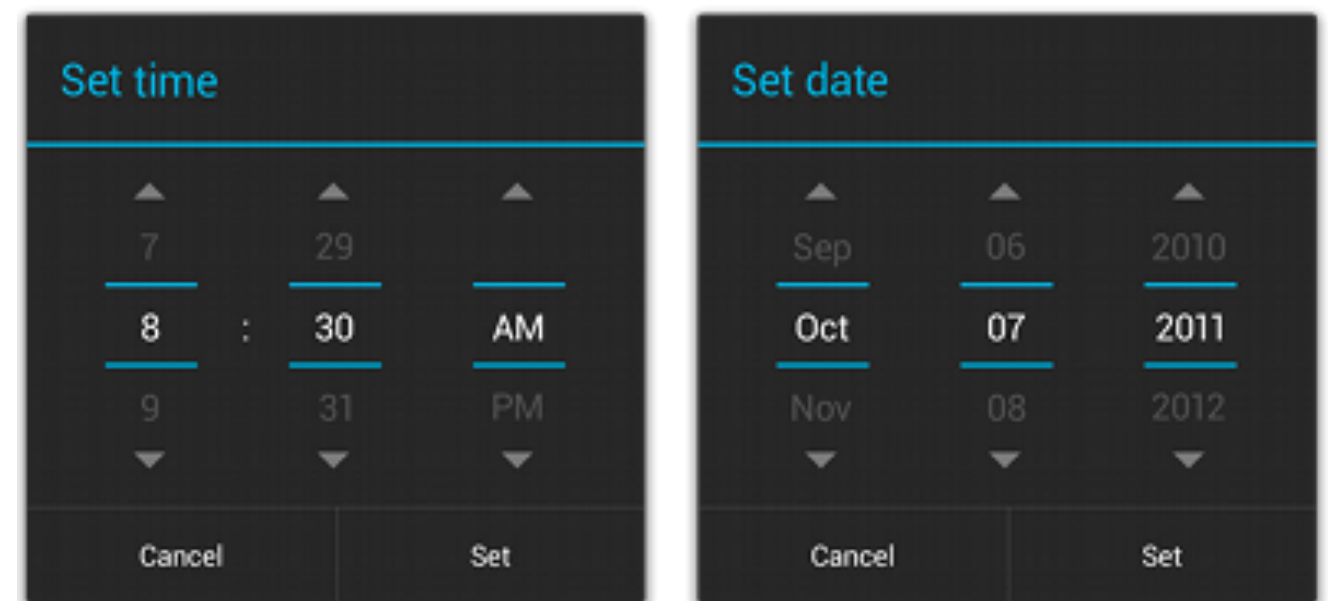 Set time
7 29
8 : 30 AM
9 31 PM
Cancel Set
Set date
Sep 06 2010
Oct 07 2011
Nov 08 2012
Cancel Set